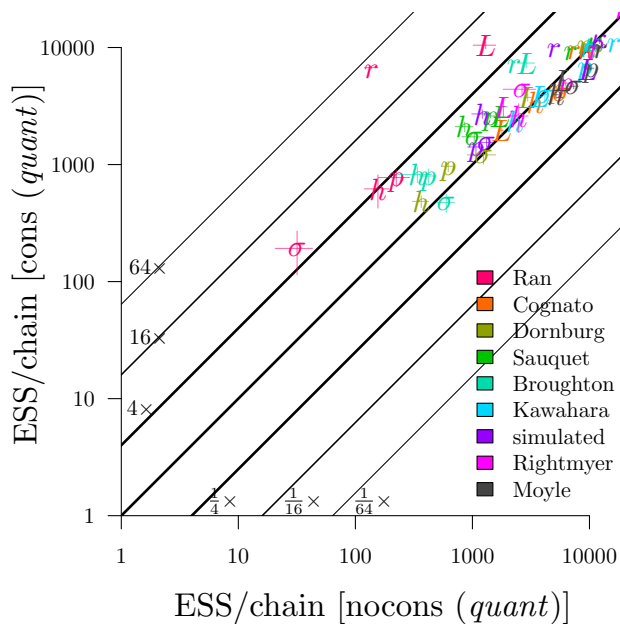 ESS/chain [cons (quant)]
10000
1000
100
10
1
64×
16×
4×
1/4×
1/16×
1/64×
r
L
r
L
r
r
L
h
p
h
σ
h
p
σ
Ran
Cognato
Dornburg
Sauquet
Broughton
Kawahara
simulated
Rightmyer
Moyle
1
10
100
1000
10000
ESS/chain [nocons (quant)]